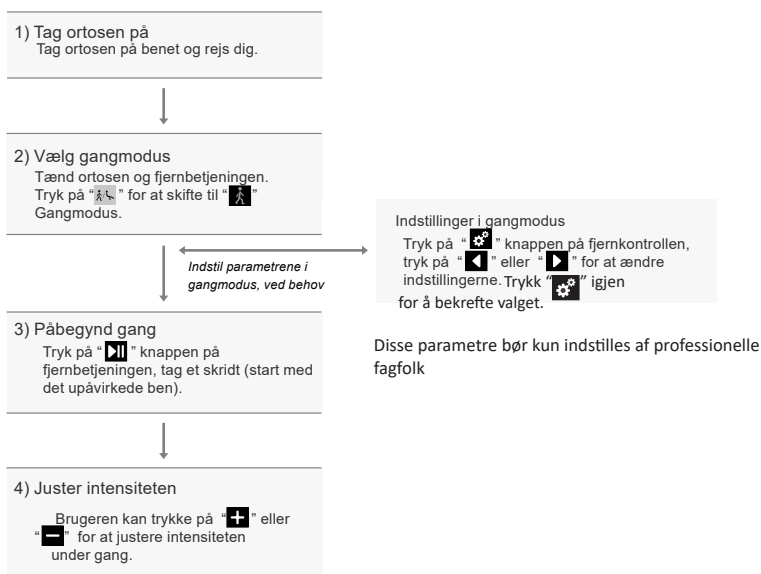 1) Tag ortosen på
Tag ortosen på benet og rejs dig.
2) Vælg gangmodus
Tænd ortosen og fjernbetjeningen.
Tryk på “ ” for at skifte til “ ”
Gangmodus.
Indstil parametrene i
gangmodus, ved behov
Indstillinger i gangmodus
Tryk på “ ” knappen på fjernkontrollen,
tryk på “ ” eller “ ” for at ændre
indstillingerne. Trykk “ ” igjen
for å bekrefte valget.
Disse parametre bør kun indstilles af professionelle
fagfolk
3) Påbegynd gang
Tryk på “ ” knappen på
fjernbetjeningen, tag et skridt (start med
det upåvirkede ben).
4) Juster intensiteten
Brugeren kan trykke på “+” eller
“−” for at justere intensiteten
under gang.